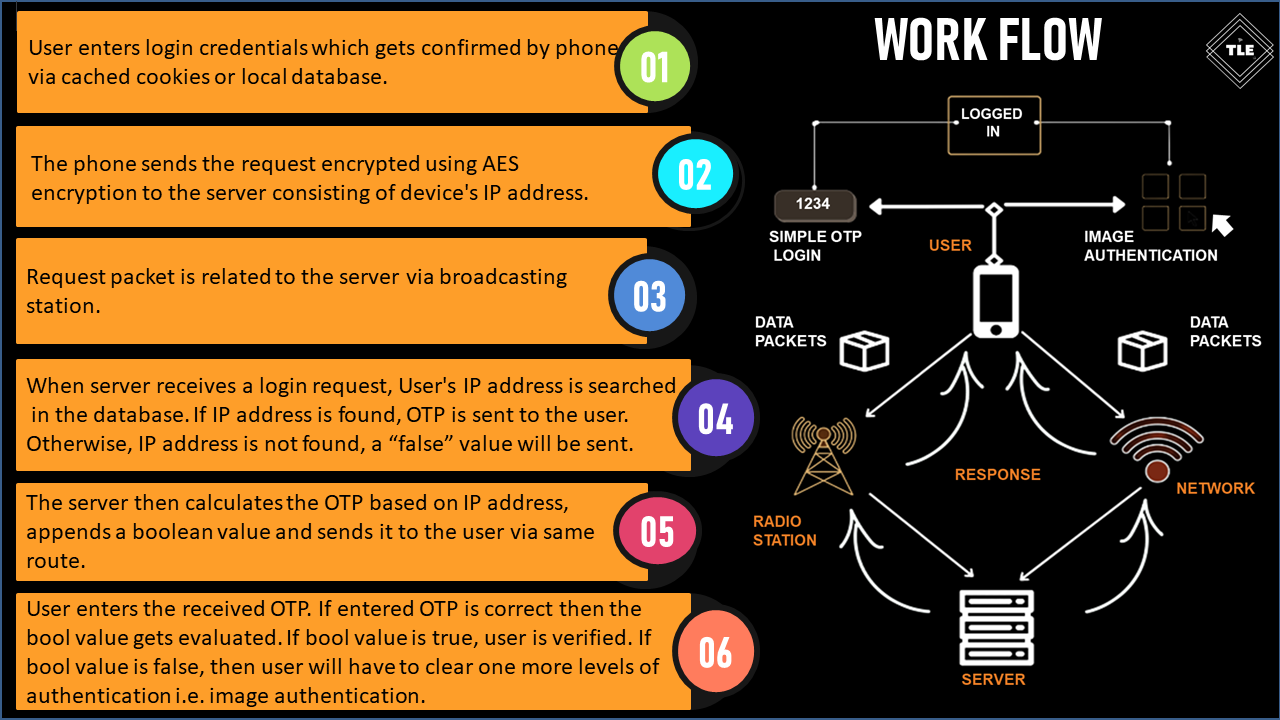 User enters login credentials which gets confirmed by phone
via cached cookies or local database.
01
The phone sends the request encrypted using AES
encryption to the server consisting of device's IP address.
02
Request packet is related to the server via broadcasting
station.
03
When server receives a login request, User's IP address is searched
in the database. If IP address is found, OTP is sent to the user.
Otherwise, IP address is not found, a “false” value will be sent.
04
The server then calculates the OTP based on IP address,
appends a boolean value and sends it to the user via same
route.
05
User enters the received OTP. If entered OTP is correct then the
bool value gets evaluated. If bool value is true, user is verified. If
bool value is false, then user will have to clear one more levels of
authentication i.e. image authentication.
06
WORK FLOW
TLE
LOGGED
IN
1234
SIMPLE OTP
LOGIN
USER
IMAGE
AUTHENTICATION
DATA
PACKETS
DATA
PACKETS
RESPONSE
NETWORK
RADIO
STATION
SERVER